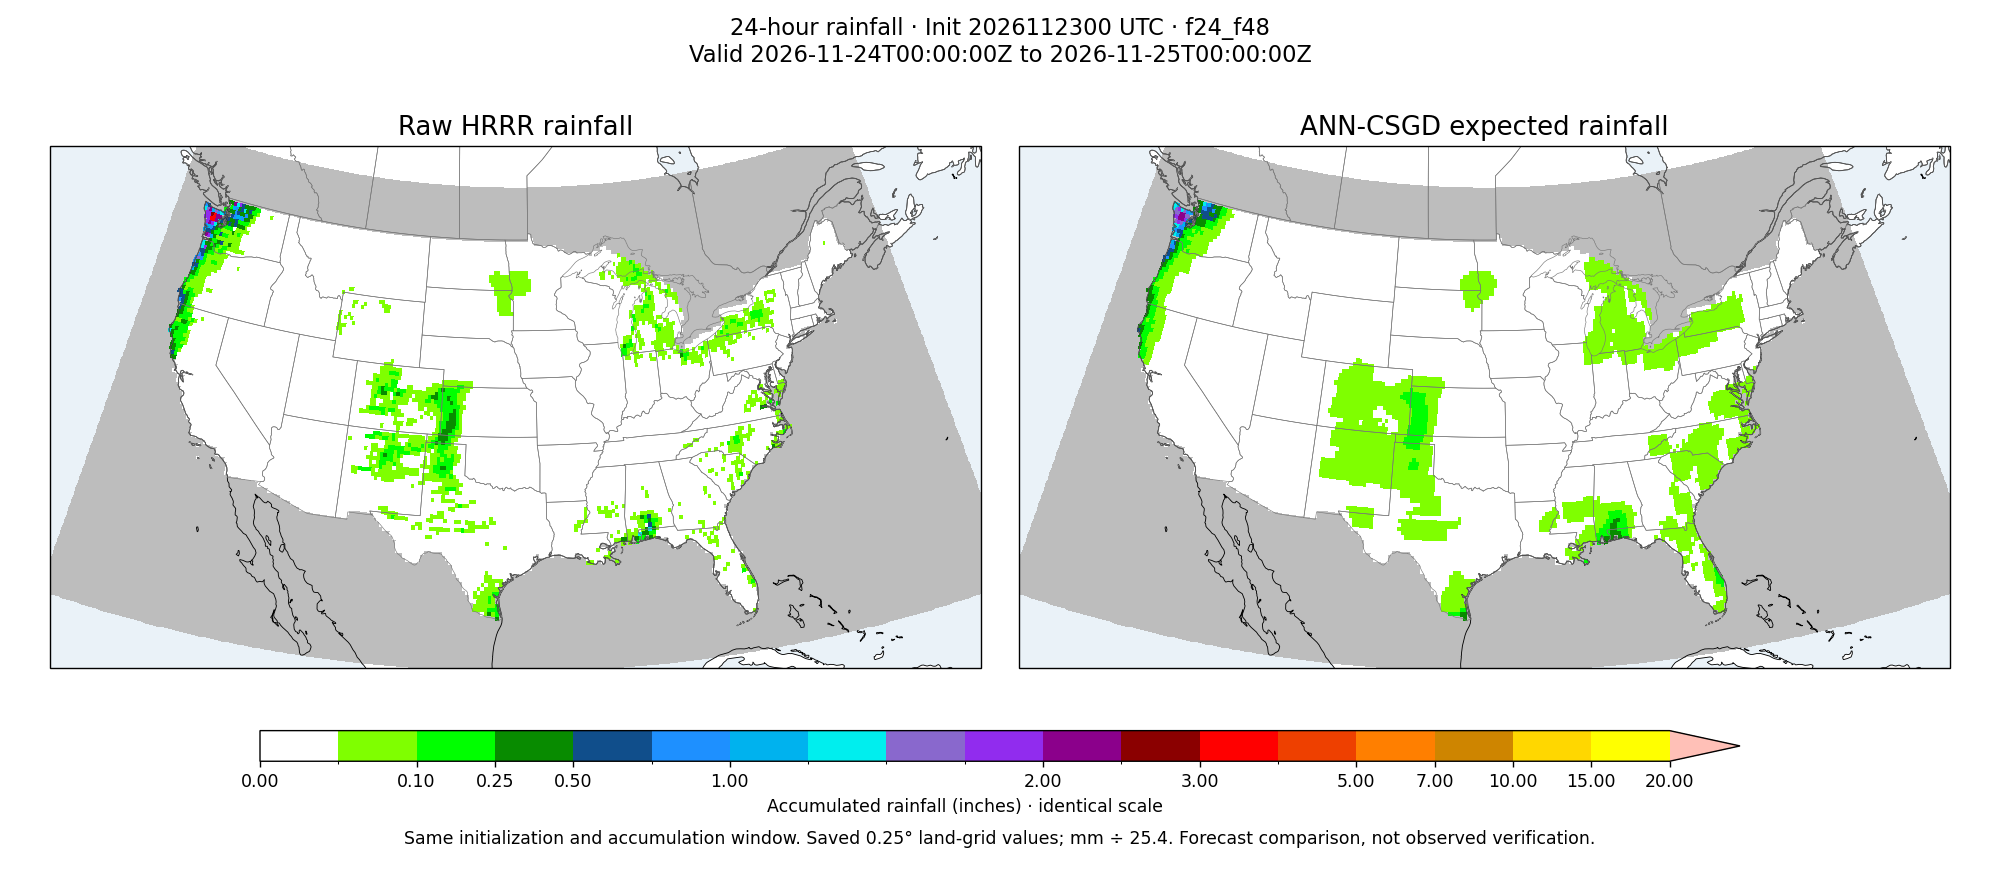 24-hour rainfall · Init 2026112300 UTC · f24_f48
Valid 2026-11-24T00:00:00Z to 2026-11-25T00:00:00Z
Raw HRRR rainfall
ANN-CSGD expected rainfall
0.00 0.10 0.25 0.50 1.00 2.00 3.00 5.00 7.00 10.00 15.00 20.00
Accumulated rainfall (inches) · identical scale
Same initialization and accumulation window. Saved 0.25° land-grid values; mm ÷ 25.4. Forecast comparison, not observed verification.